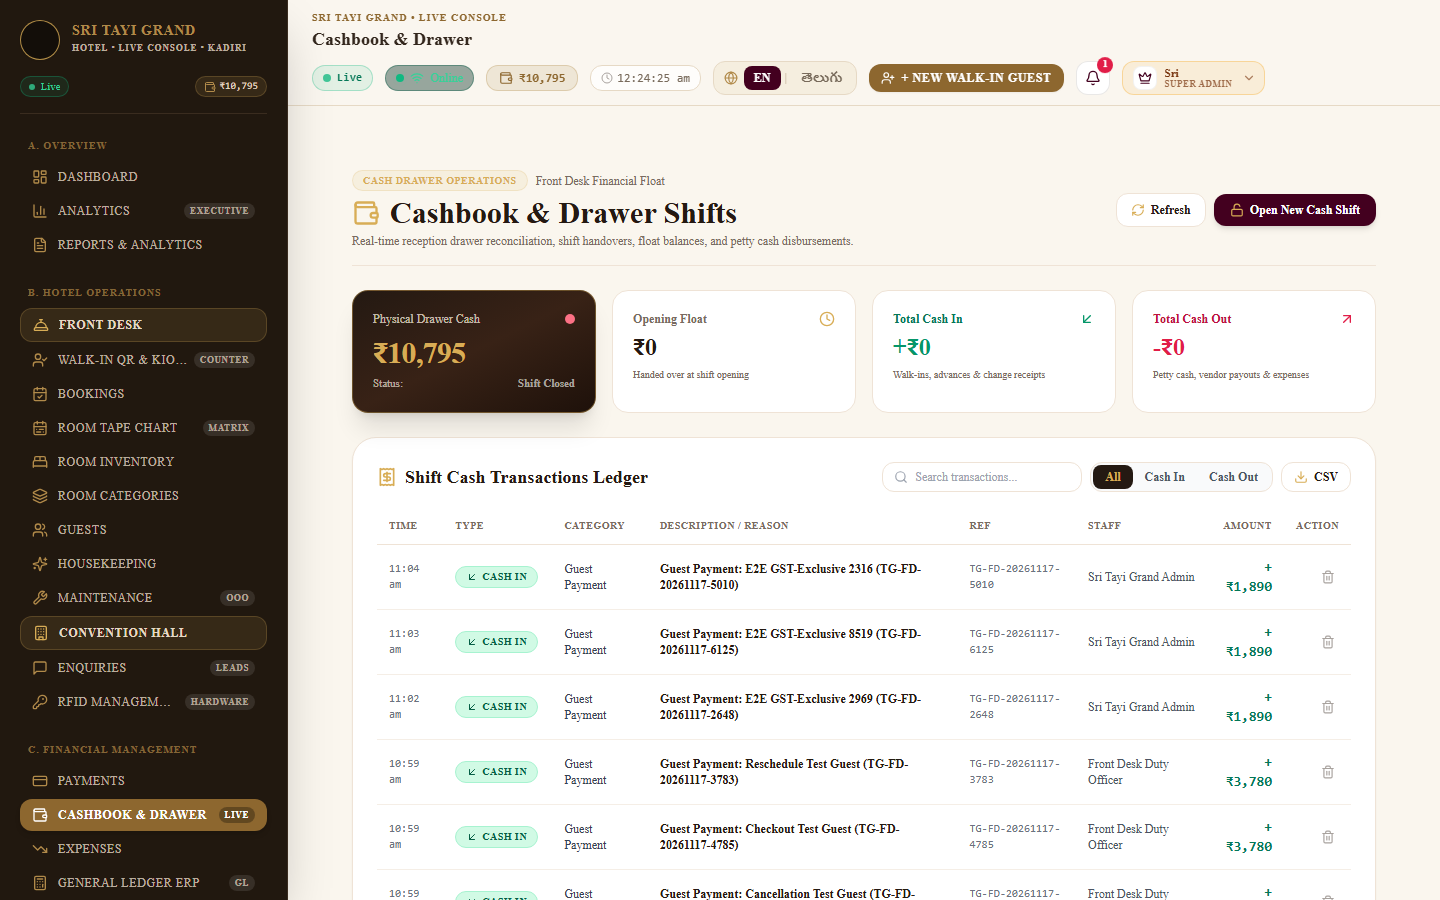 SRI TAYI GRAND
HOTEL • LIVE CONSOLE • KADIRI
Live
₹10,795
A. OVERVIEW
DASHBOARD
ANALYTICS
EXECUTIVE
REPORTS & ANALYTICS
B. HOTEL OPERATIONS
FRONT DESK
WALK-IN QR & KIO...
COUNTER
BOOKINGS
ROOM TAPE CHART
MATRIX
ROOM INVENTORY
ROOM CATEGORIES
GUESTS
HOUSEKEEPING
MAINTENANCE
OOO
CONVENTION HALL
ENQUIRIES
LEADS
RFID MANAGEM...
HARDWARE
C. FINANCIAL MANAGEMENT
PAYMENTS
CASHBOOK & DRAWER
LIVE
EXPENSES
GENERAL LEDGER ERP
GL
SRI TAYI GRAND • LIVE CONSOLE
Cashbook & Drawer
Live
₹10,795
12:24:25 am
EN
తెలుగు
+ NEW WALK-IN GUEST
1
Sri
SUPER ADMIN
CASH DRAWER OPERATIONS
Front Desk Financial Float
Cashbook & Drawer Shifts
Real-time reception drawer reconciliation, shift handovers, float balances, and petty cash disbursements.
Refresh
Open New Cash Shift
Physical Drawer Cash
₹10,795
Status:
Shift Closed
Opening Float
₹0
Handed over at shift opening
Total Cash In
+₹0
Walk-ins, advances & change receipts
Total Cash Out
-₹0
Petty cash, vendor payouts & expenses
Shift Cash Transactions Ledger
Search transactions...
All
Cash In
Cash Out
CSV
TIME TYPE CATEGORY DESCRIPTION / REASON REF STAFF AMOUNT ACTION
11:04 am
CASH IN
Guest Payment
Guest Payment: E2E GST-Exclusive 2316 (TG-FD-
20261117-5010)
TG-FD-20261117-
5010
Sri Tayi Grand Admin
+
₹1,890
11:03 am
CASH IN
Guest Payment
Guest Payment: E2E GST-Exclusive 8519 (TG-FD-
20261117-6125)
TG-FD-20261117-
6125
Sri Tayi Grand Admin
+
₹1,890
11:02 am
CASH IN
Guest Payment
Guest Payment: E2E GST-Exclusive 2969 (TG-FD-
20261117-2648)
TG-FD-20261117-
2648
Sri Tayi Grand Admin
+
₹1,890
10:59 am
CASH IN
Guest Payment
Guest Payment: Reschedule Test Guest (TG-FD-
20261117-3783)
TG-FD-20261117-
3783
Front Desk Duty Officer
+
₹3,780
10:59 am
CASH IN
Guest Payment
Guest Payment: Checkout Test Guest (TG-FD-
20261117-4785)
TG-FD-20261117-
4785
Front Desk Duty Officer
+
₹3,780
10:59
CASH IN
Guest
Guest Payment: Cancellation Test Guest (TG-FD-
TG-FD-20261117-
Front Desk Duty
+